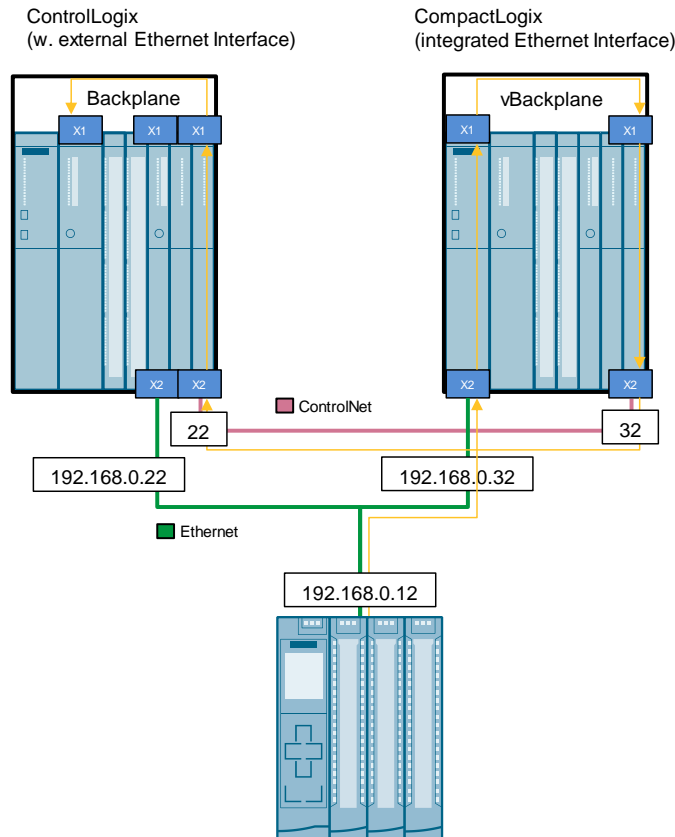 ControlLogix
(w. external Ethernet Interface)
CompactLogix
(integrated Ethernet Interface)
Backplane
vBackplane
X1
X1
X1
X1
X1
X2
X2
X2
X2
ControlNet
22
32
192.168.0.22
192.168.0.32
Ethernet
192.168.0.12